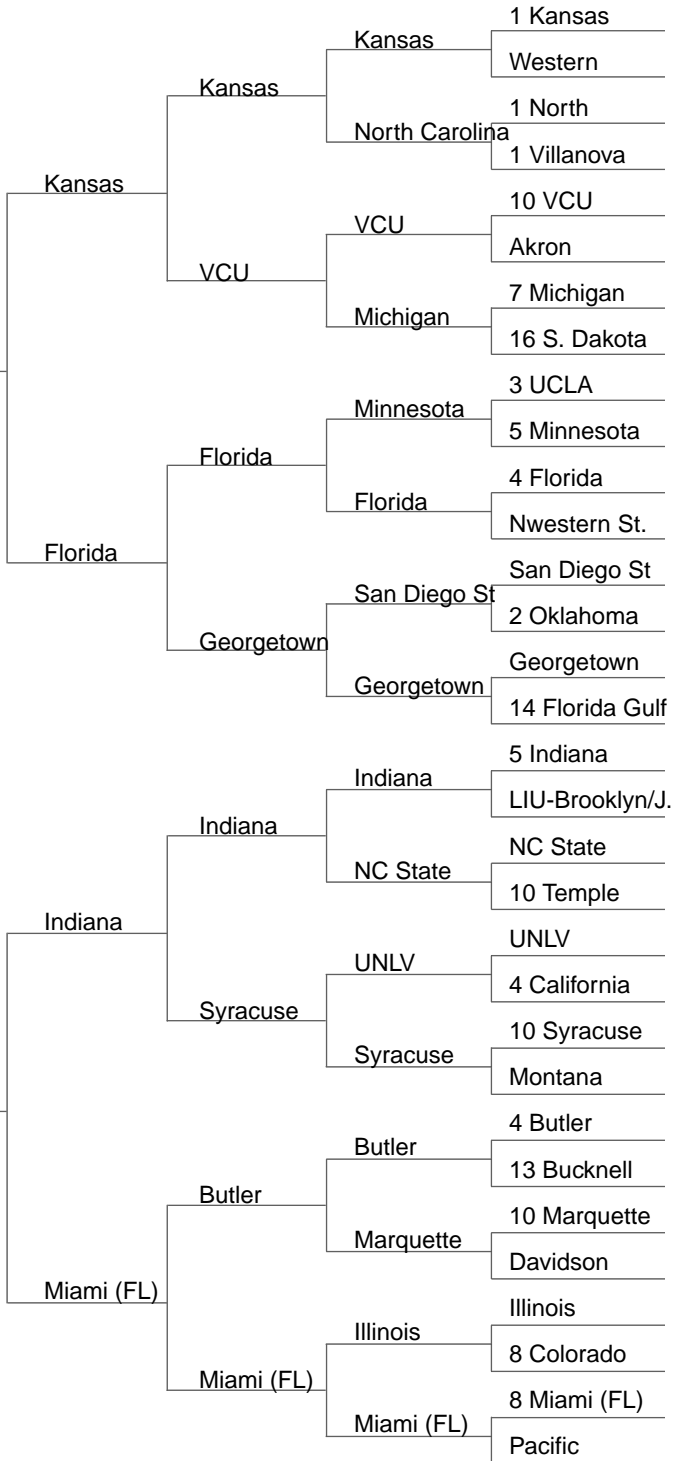 1 Kansas
Kansas
Western
Kansas
1 North
North Carolina
1 Villanova
Kansas
10 VCU
VCU
Akron
VCU
7 Michigan
Michigan
16 S. Dakota
3 UCLA
Minnesota
5 Minnesota
Florida
4 Florida
Florida
Nwestern St.
Florida
San Diego St
San Diego St
2 Oklahoma
Georgetown
Georgetown
Georgetown
14 Florida Gulf
5 Indiana
Indiana
LIU-Brooklyn/J.
Indiana
NC State
NC State
10 Temple
Indiana
UNLV
UNLV
4 California
Syracuse
10 Syracuse
Syracuse
Montana
4 Butler
Butler
13 Bucknell
Butler
10 Marquette
Marquette
Davidson
Miami (FL)
Illinois
Illinois
8 Colorado
Miami (FL)
8 Miami (FL)
Miami (FL)
Pacific